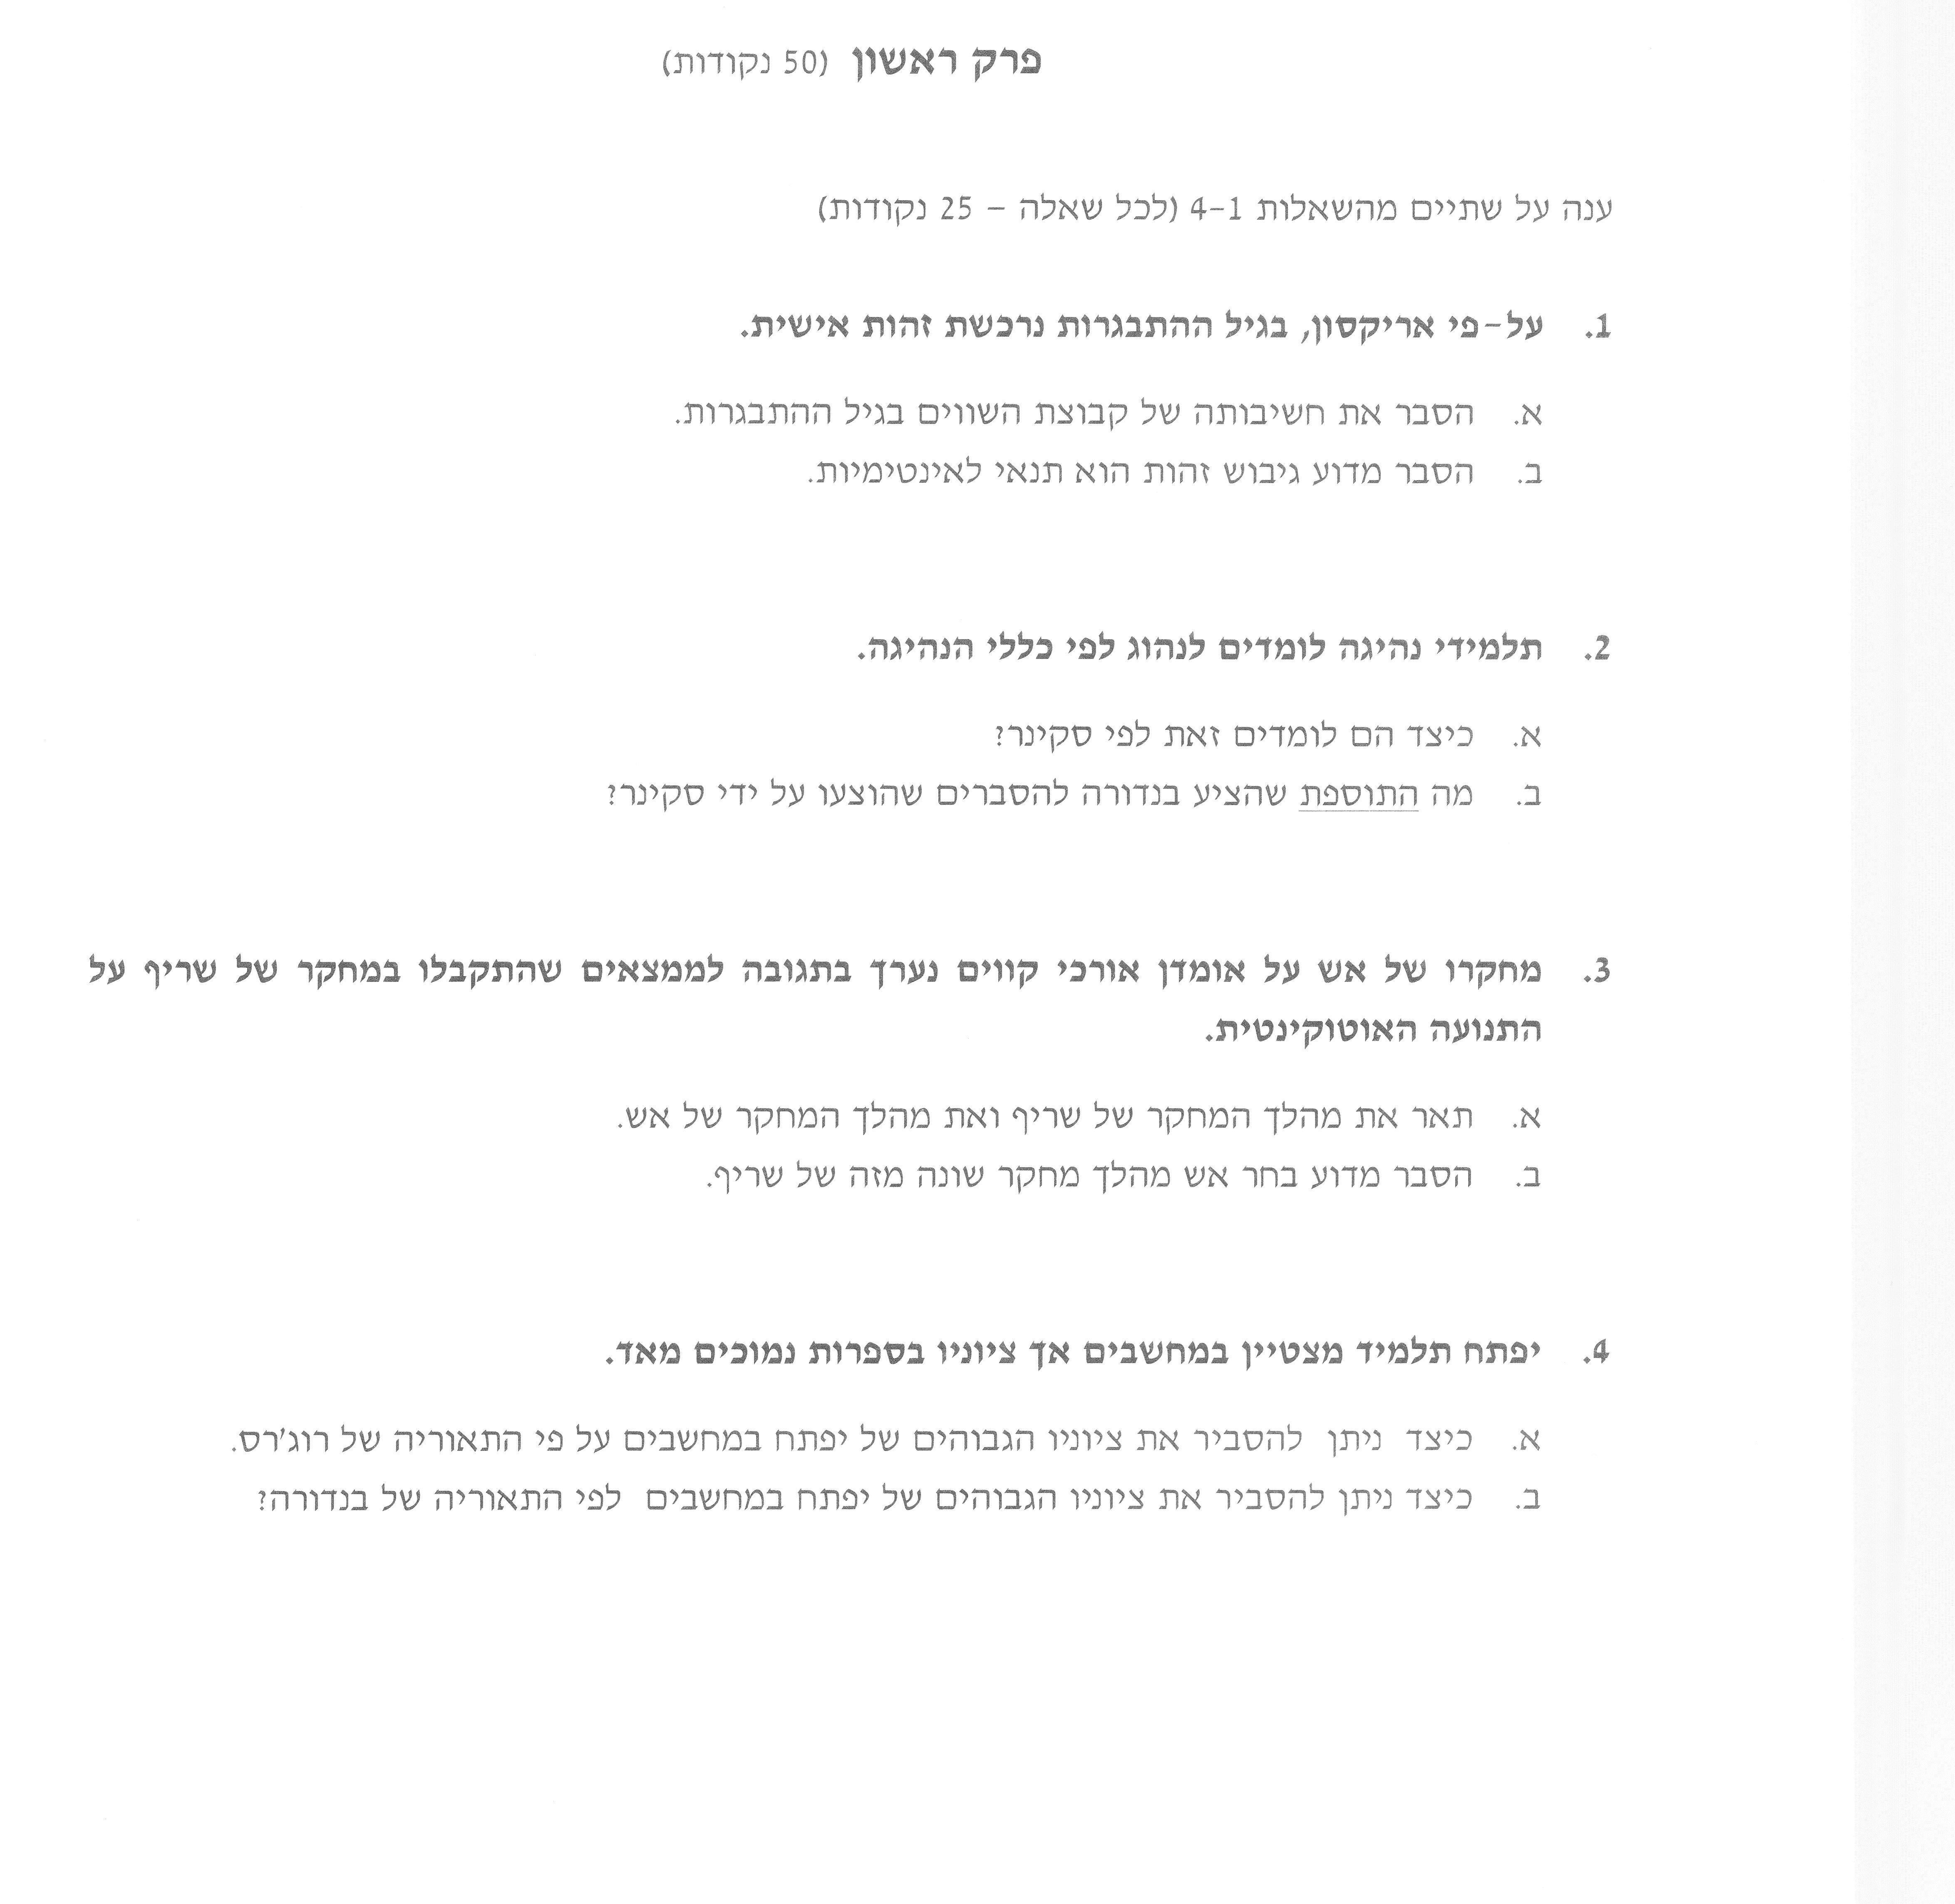 פרק ראשון (50 נקודות)
ענה על שתיים מהשאלות 4-1 (לכל שאלה – 25 נקודות)
1. על-פי אריקסון, בגיל ההתבגרות נרכשת זהות אישית.
א. הסבר את חשיבותה של קבוצת השווים בגיל ההתבגרות.
ב. הסבר מדוע גיבוש זהות הוא תנאי לאינטימיות.
2. תלמידי נהיגה לומדים לנהוג לפי כללי הנהיגה.
א. כיצד הם לומדים זאת לפי סקינר?
ב. מה התוספת שהציע בנדורה להסברים שהוצעו על ידי סקינר?
3. מחקרו של אש על אומדן אורכי קווים נערך בתגובה לממצאים שהתקבלו במחקר של שריף על
התנועה האוטוקינטית.
א. תאר את מהלך המחקר של שריף ואת מהלך המחקר של אש.
ב. הסבר מדוע בחר אש מהלך מחקר שונה מזה של שריף.
4. יפתח תלמיד מצטיין במחשבים אך ציוניו בספרות נמוכים מאד.
א. כיצד ניתן להסביר את ציוניו הגבוהים של יפתח במחשבים על פי התאוריה של רוג'רס.
ב. כיצד ניתן להסביר את ציוניו הגבוהים של יפתח במחשבים לפי התאוריה של בנדורה?